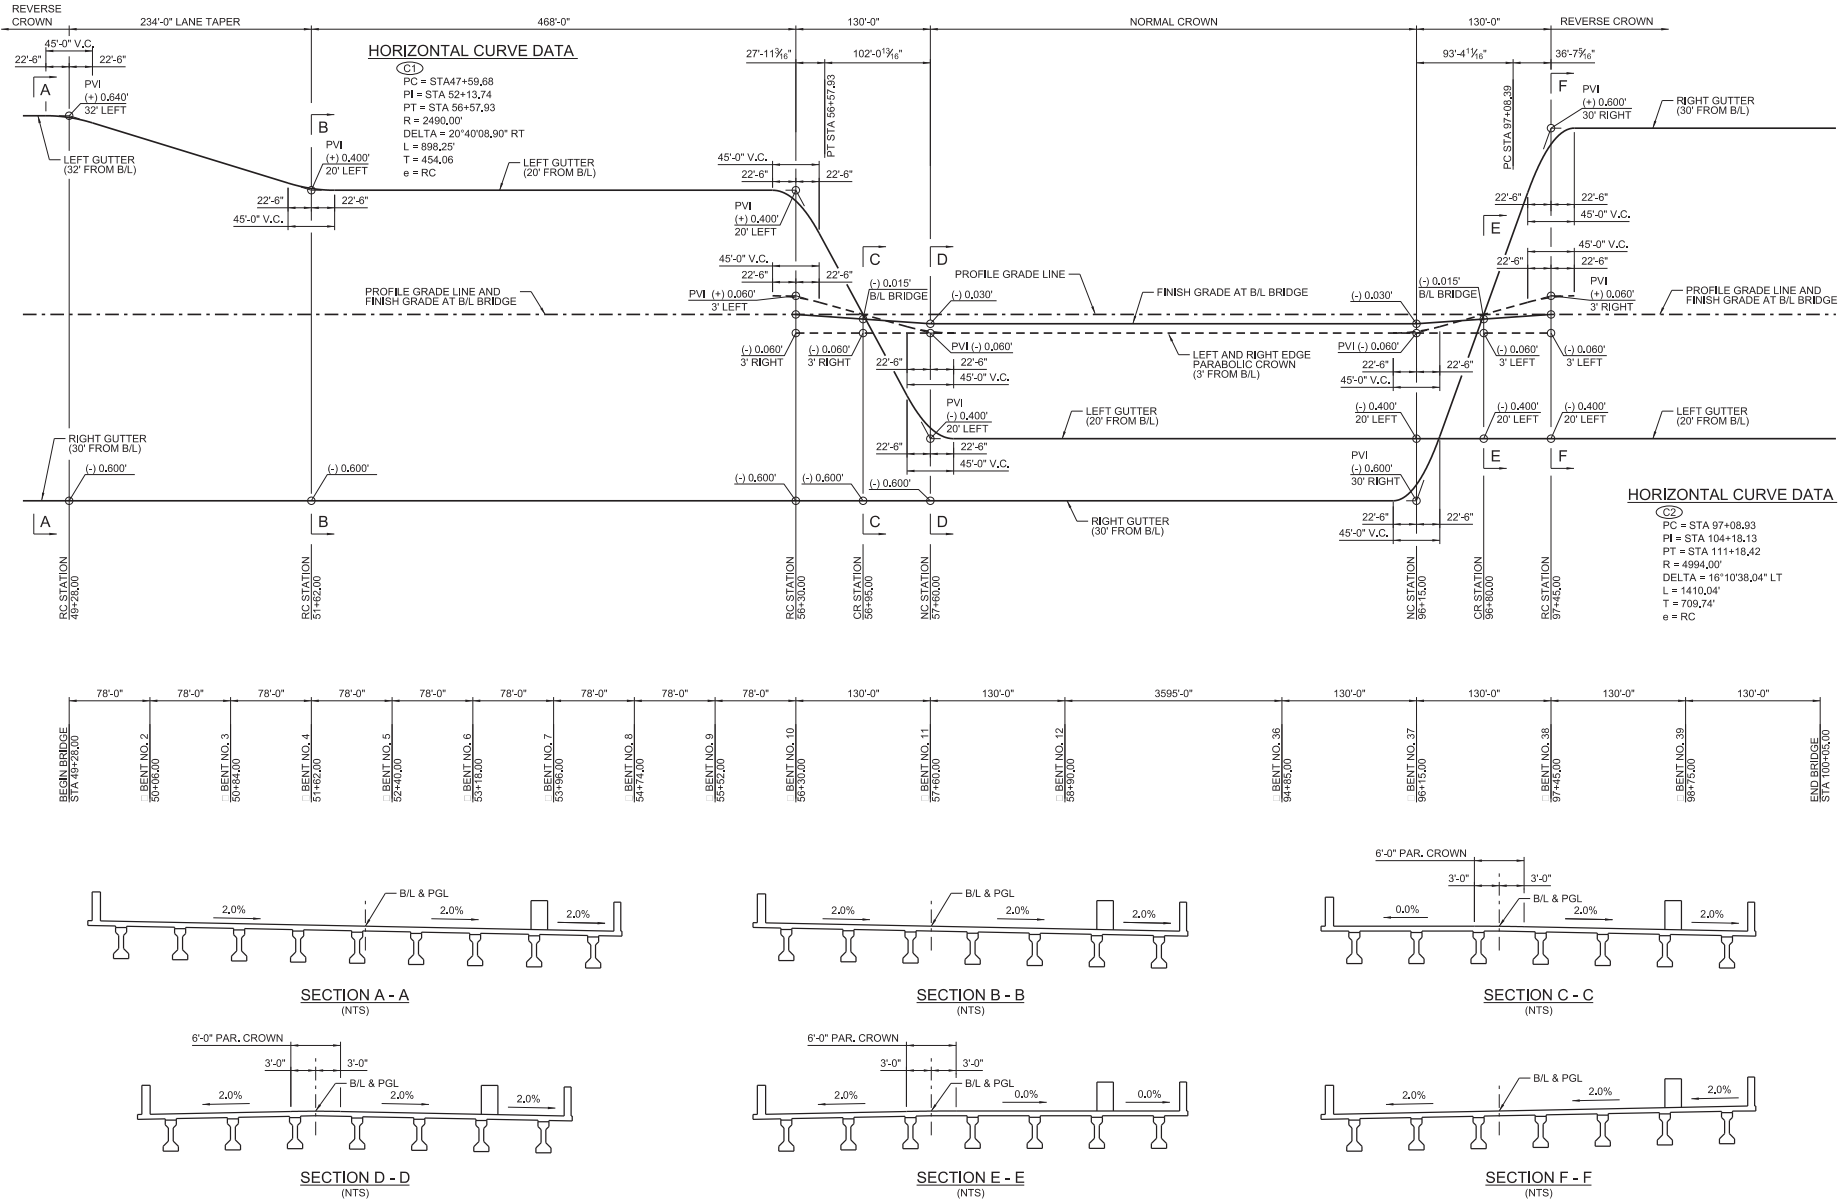 REVERSE
CROWN
234'-0" LANE TAPER
468'-0"
130'-0"
NORMAL CROWN
130'-0"
REVERSE CROWN
45'-0" V.C.
22'-6"
22'-6"
A
PVI
(+) 0.640'
32' LEFT
LEFT GUTTER
(32' FROM B/L)
HORIZONTAL CURVE DATA
C1
PC = STA47+59.68
PI = STA 52+13.74
PT = STA 56+57.93
R = 2490.00'
DELTA = 20°40'08.90" RT
L = 898.25'
T = 454.06
e = RC
B
PVI
(+) 0.400'
20' LEFT
LEFT GUTTER
(20' FROM B/L)
22'-6"
22'-6"
45'-0" V.C.
27'-11 3/16"
102'-0 13/16"
PT STA 56+57.93
45'-0" V.C.
22'-6"
22'-6"
PVI
(+) 0.400'
20' LEFT
45'-0" V.C.
22'-6"
22'-6"
PVI (+) 0.060'
3' LEFT
C
D
(-) 0.015'
B/L BRIDGE
(-) 0.030'
PROFILE GRADE LINE
FINISH GRADE AT B/L BRIDGE
PROFILE GRADE LINE AND
FINISH GRADE AT B/L BRIDGE
(-) 0.060'
3' RIGHT
(-) 0.060'
3' RIGHT
PVI (-) 0.060'
22'-6"
22'-6"
45'-0" V.C.
LEFT AND RIGHT EDGE
PARABOLIC CROWN
(3' FROM B/L)
PVI
(-) 0.400'
20' LEFT
22'-6"
22'-6"
45'-0" V.C.
LEFT GUTTER
(20' FROM B/L)
93'-4 11/16"
36'-7 5/16"
PC STA 97+08.39
F
PVI
(+) 0.600'
30' RIGHT
RIGHT GUTTER
(30' FROM B/L)
22'-6"
22'-6"
45'-0" V.C.
E
45'-0" V.C.
22'-6"
22'-6"
(-) 0.030'
(-) 0.015'
B/L BRIDGE
PVI
(+) 0.060'
3' RIGHT
PROFILE GRADE LINE AND
FINISH GRADE AT B/L BRIDGE
PVI (-) 0.060'
(-) 0.060'
3' LEFT
(-) 0.060'
3' LEFT
22'-6"
22'-6"
45'-0" V.C.
(-) 0.400'
20' LEFT
(-) 0.400'
20' LEFT
(-) 0.400'
20' LEFT
LEFT GUTTER
(20' FROM B/L)
RIGHT GUTTER
(30' FROM B/L)
(-) 0.600'
(-) 0.600'
(-) 0.600'
(-) 0.600'
(-) 0.600'
PVI
(-) 0.600'
30' RIGHT
E
F
A
B
C
D
RIGHT GUTTER
(30' FROM B/L)
22'-6"
22'-6"
45'-0" V.C.
HORIZONTAL CURVE DATA
C2
PC = STA 97+08.93
PI = STA 104+18.13
PT = STA 111+18.42
R = 4994.00'
DELTA = 16°10'38.04" LT
L = 1410.04'
T = 709.74'
e = RC
RC STATION
49+28.00
RC STATION
51+62.00
RC STATION
56+30.00
CR STATION
56+95.00
NC STATION
57+60.00
NC STATION
96+15.00
CR STATION
96+80.00
RC STATION
97+45.00
78'-0"
78'-0"
78'-0"
78'-0"
78'-0"
78'-0"
78'-0"
78'-0"
78'-0"
130'-0"
130'-0"
3595'-0"
130'-0"
130'-0"
130'-0"
130'-0"
BEGIN BRIDGE
STA 49+28.00
BENT NO. 2
50+06.00
BENT NO. 3
50+84.00
BENT NO. 4
51+62.00
BENT NO. 5
52+40.00
BENT NO. 6
53+18.00
BENT NO. 7
53+96.00
BENT NO. 8
54+74.00
BENT NO. 9
55+52.00
BENT NO. 10
56+30.00
BENT NO. 11
57+60.00
BENT NO. 12
58+90.00
BENT NO. 36
94+85.00
BENT NO. 37
96+15.00
BENT NO. 38
97+45.00
BENT NO. 39
98+75.00
END BRIDGE
STA 100+05.00
B/L & PGL
2.0%
2.0%
2.0%
SECTION A - A
(NTS)
B/L & PGL
2.0%
2.0%
2.0%
SECTION B - B
(NTS)
6'-0" PAR. CROWN
3'-0"
3'-0"
B/L & PGL
0.0%
2.0%
2.0%
SECTION C - C
(NTS)
6'-0" PAR. CROWN
3'-0"
3'-0"
B/L & PGL
2.0%
2.0%
2.0%
SECTION D - D
(NTS)
6'-0" PAR. CROWN
3'-0"
3'-0"
B/L & PGL
2.0%
0.0%
0.0%
SECTION E - E
(NTS)
B/L & PGL
2.0%
2.0%
2.0%
SECTION F - F
(NTS)